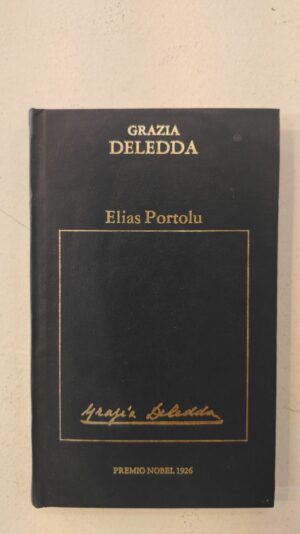 GRAZIA
DELEDDA
Elias Portolu
Grazia Deledda
PREMIO NOBEL 1926